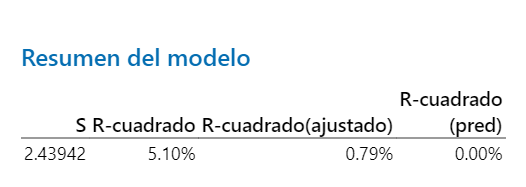 Resumen del modelo
R-cuadrado
S R-cuadrado R-cuadrado(ajustado) (pred)
2.43942 5.10% 0.79% 0.00%